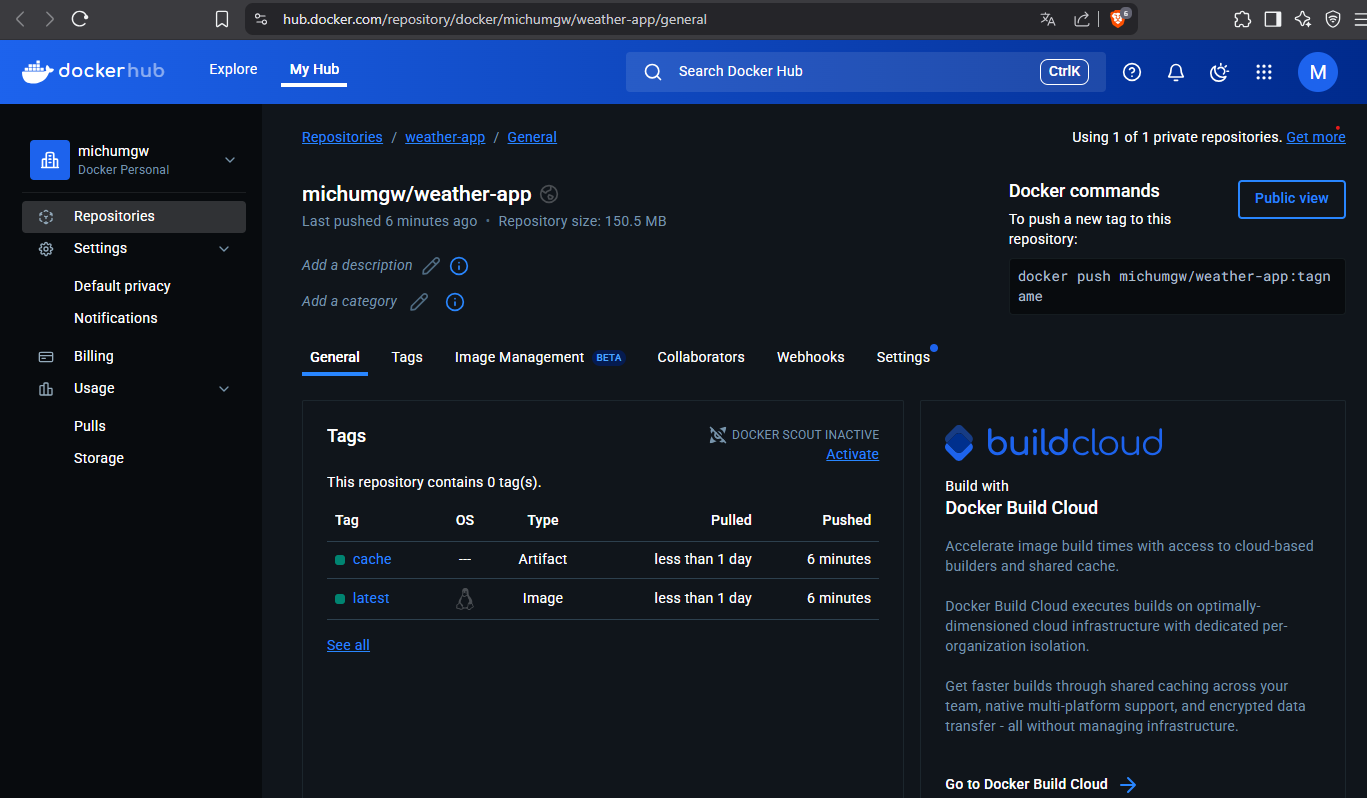 hub.docker.com/repository/docker/michumgw/weather-app/general
6
dockerhub
Explore
My Hub
Search Docker Hub
CtrlK
M
michumgw
Docker Personal
Repositories
Settings
Default privacy
Notifications
Billing
Usage
Pulls
Storage
Repositories / weather-app / General
Using 1 of 1 private repositories. Get more
michumgw/weather-app
Last pushed 6 minutes ago • Repository size: 150.5 MB
Add a description
Add a category
Docker commands
Public view
To push a new tag to this
repository:
docker push michumgw/weather-app:tagn
ame
General
Tags
Image Management BETA
Collaborators
Webhooks
Settings
Tags
DOCKER SCOUT INACTIVE
Activate
This repository contains 0 tag(s).
Tag OS Type Pulled Pushed
cache --- Artifact less than 1 day 6 minutes
latest Image less than 1 day 6 minutes
See all
buildcloud
Build with
Docker Build Cloud
Accelerate image build times with access to cloud-based
builders and shared cache.
Docker Build Cloud executes builds on optimally-
dimensioned cloud infrastructure with dedicated per-
organization isolation.
Get faster builds through shared caching across your
team, native multi-platform support, and encrypted data
transfer - all without managing infrastructure.
Go to Docker Build Cloud